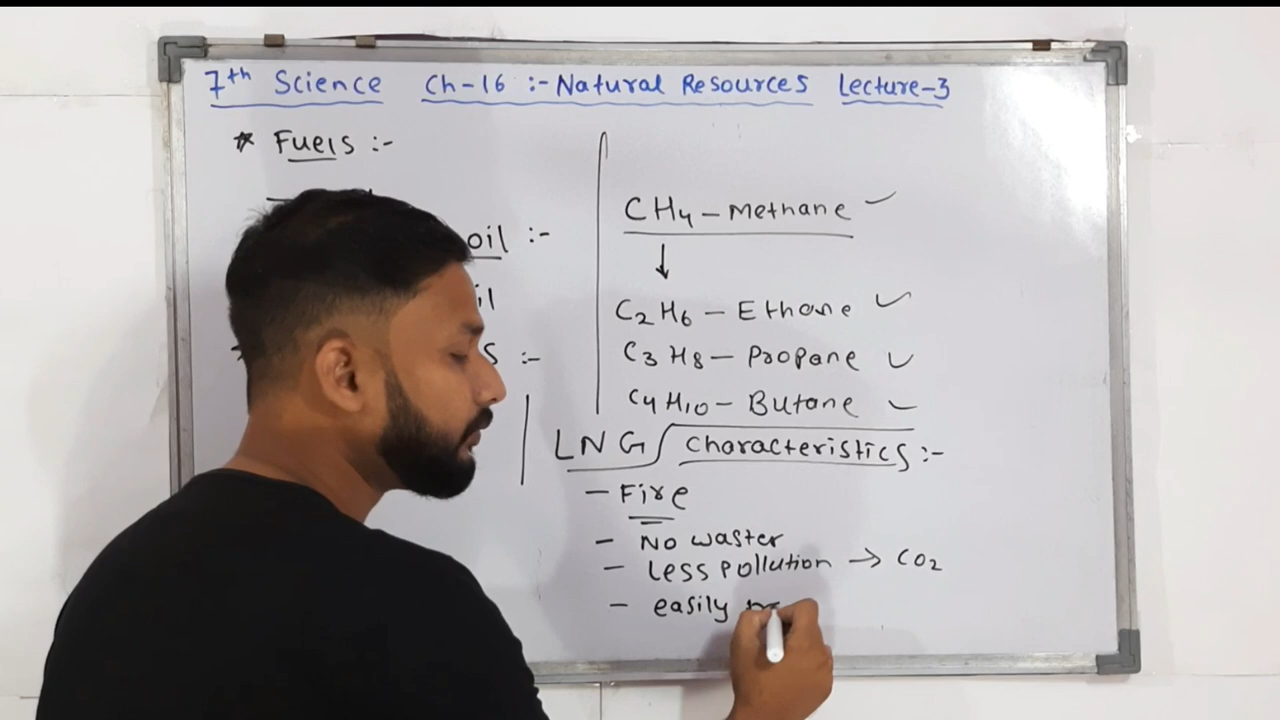 7th Science Ch-16 :- Natural Resources Lecture-3
* Fuels :-
oil :-
il
S :-
CH4 - Methane
↓
C2H6 - Ethane
C3H8 - Propane
C4H10 - Butane
LNG characteristics :-
- Fire
- No waster
- Less pollution → CO2
- easily